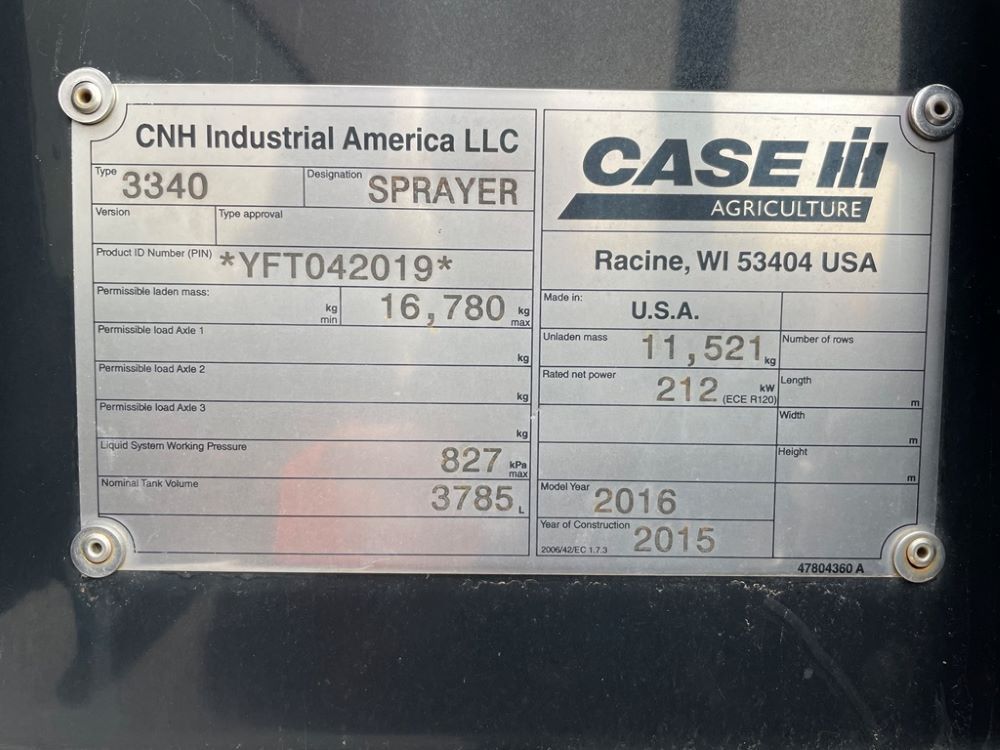 CNH Industrial America LLC
Type 3340
Designation SPRAYER
Version
Type approval
Product ID Number (PIN) *YFT042019*
Permissible laden mass:
kg min
16,780 kg max
Permissible load Axle 1
kg
Permissible load Axle 2
kg
Permissible load Axle 3
kg
Liquid System Working Pressure
827 kPa max
Nominal Tank Volume
3785 L
CASE IH
AGRICULTURE
Racine, WI 53404 USA
Made in: U.S.A.
Unladen mass 11,521 kg
Number of rows
Rated net power 212 kW (ECE R120)
Length
m
Width
m
Height
m
Model Year 2016
Year of Construction 2015
2006/42/EC 1.7.3
47804360 A